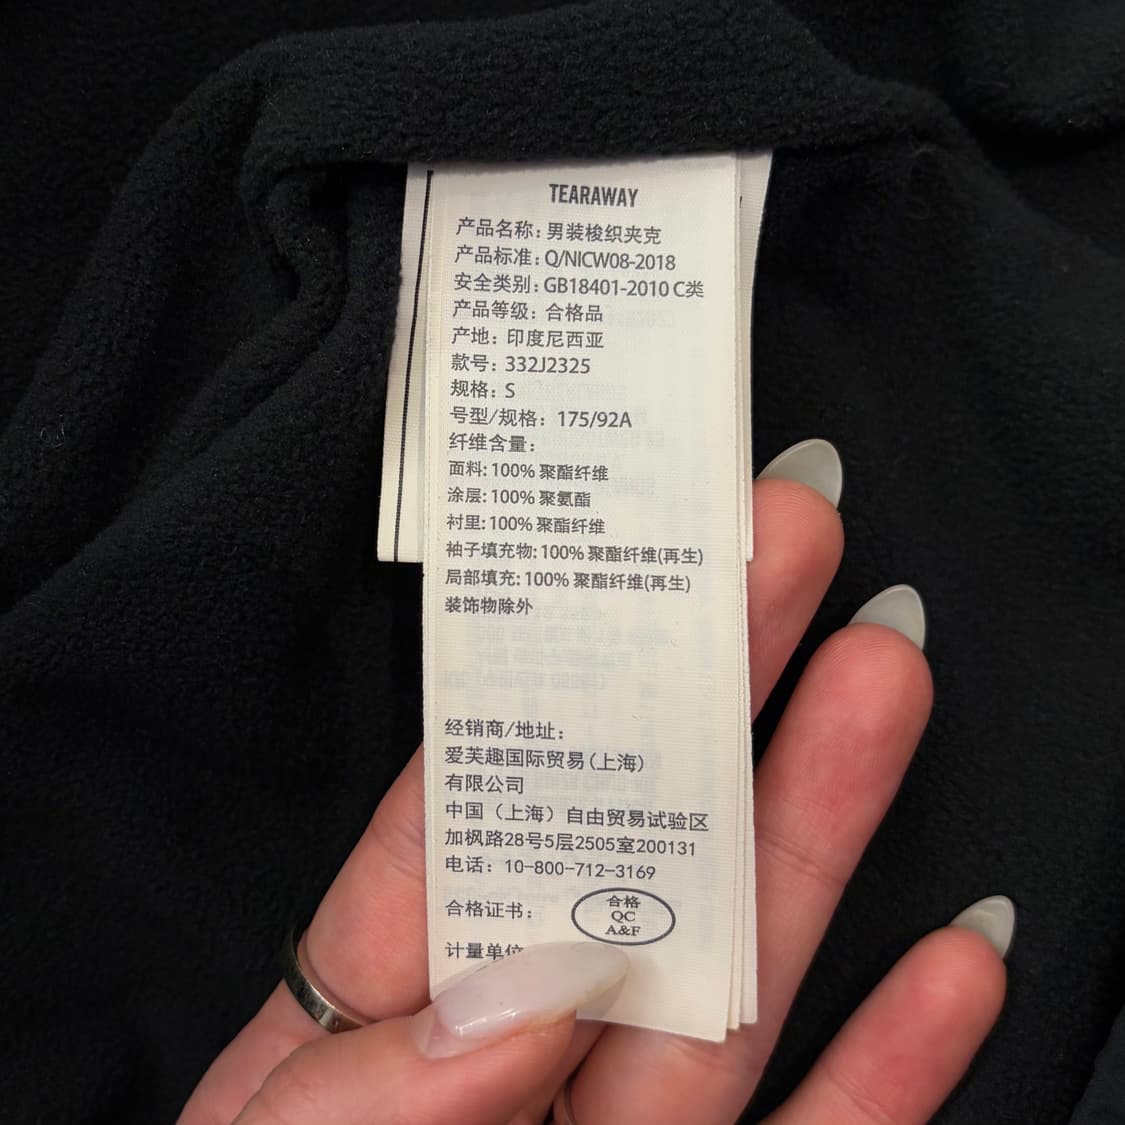 TEARAWAY
产品名称: 男装梭织夹克
产品标准: Q/NICW08-2018
安全类别: GB18401-2010 C类
产品等级: 合格品
产地: 印度尼西亚
款号: 332J2325
规格: S
号型/规格: 175/92A
纤维含量:
面料: 100% 聚酯纤维
涂层: 100% 聚氨酯
衬里: 100% 聚酯纤维
袖子填充物: 100% 聚酯纤维(再生)
局部填充: 100% 聚酯纤维(再生)
装饰物除外
经销商/地址:
爱芙趣国际贸易(上海)
有限公司
中国（上海）自由贸易试验区
加枫路28号5层2505室200131
电话: 10-800-712-3169
合格证书:
合格
QC
A&F
计量单位